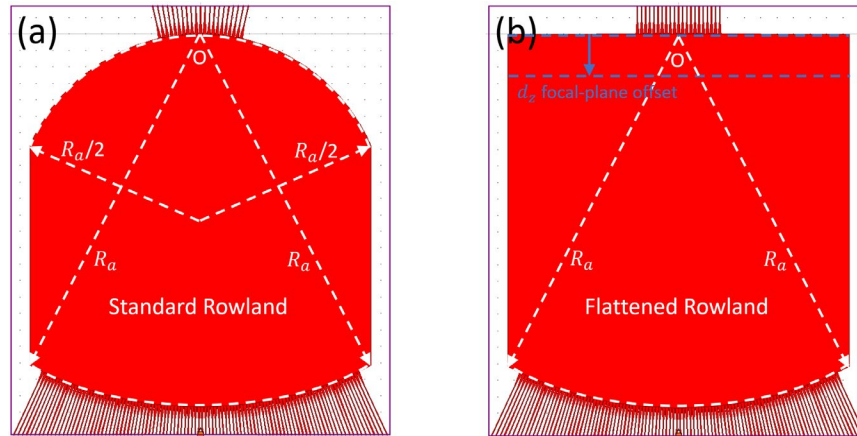 (a)
O
R_a/2
R_a/2
R_a
R_a
Standard Rowland
(b)
O
d_z focal-plane offset
R_a
R_a
Flattened Rowland